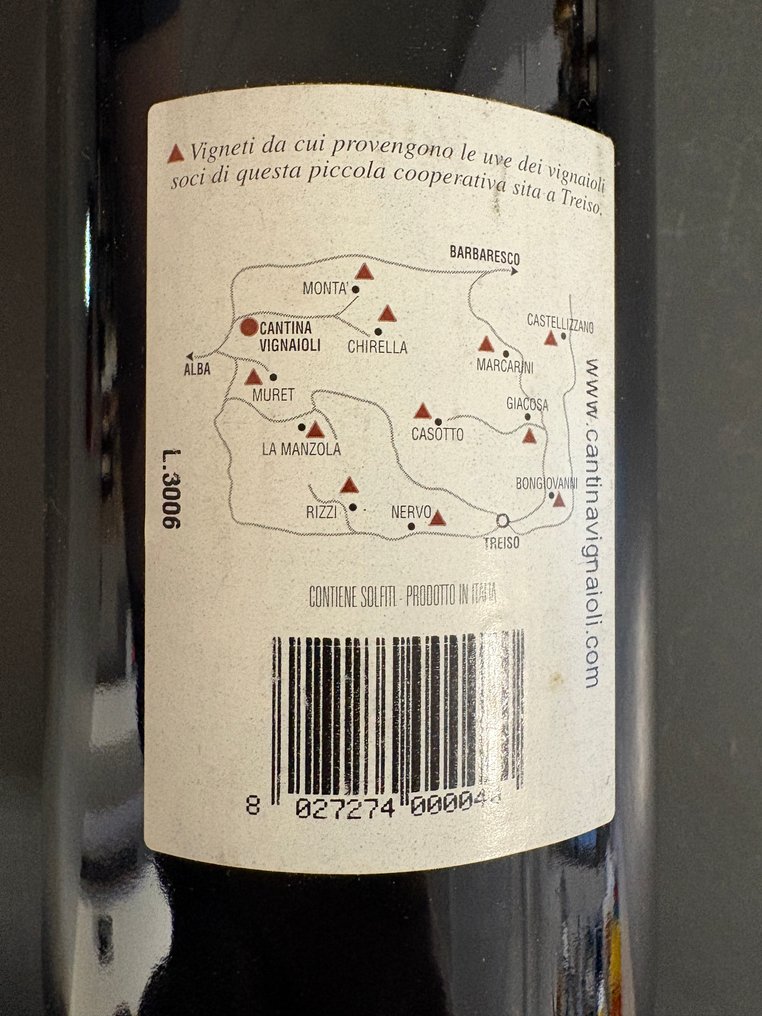 Vigneti da cui provengono le uve dei vignaioli
soci di questa piccola cooperativa sita a Treiso.
BARBARESCO
MONTA'
CANTINA
VIGNAIOLI
CHIRELLA
CASTELLIZZANO
MARCARINI
ALBA
MURET
GIACOSA
CASOTTO
LA MANZOLA
BONGIOVANNI
RIZZI
NERVO
TREISO
L.3006
www.cantinavignaioli.com
CONTIENE SOLFITI - PRODOTTO IN ITALIA
8 027274